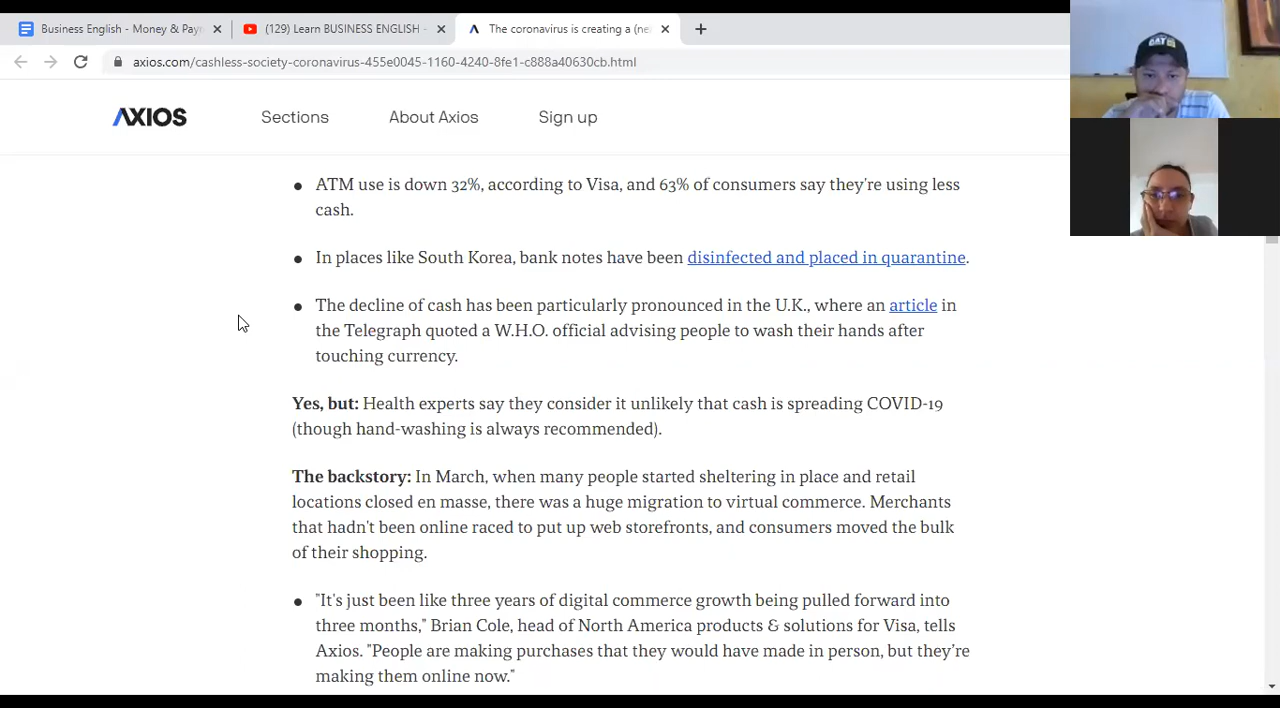 Business English - Money & Pay
(129) Learn BUSINESS ENGLISH -
The coronavirus is creating a (ne
axios.com/cashless-society-coronavirus-455e0045-1160-4240-8fe1-c888a40630cb.html
AXIOS
Sections
About Axios
Sign up
CAT
ATM use is down 32%, according to Visa, and 63% of consumers say they're using less
cash.
In places like South Korea, bank notes have been disinfected and placed in quarantine.
The decline of cash has been particularly pronounced in the U.K., where an article in
the Telegraph quoted a W.H.O. official advising people to wash their hands after
touching currency.
Yes, but: Health experts say they consider it unlikely that cash is spreading COVID-19
(though hand-washing is always recommended).
The backstory: In March, when many people started sheltering in place and retail
locations closed en masse, there was a huge migration to virtual commerce. Merchants
that hadn't been online raced to put up web storefronts, and consumers moved the bulk
of their shopping.
"It's just been like three years of digital commerce growth being pulled forward into
three months," Brian Cole, head of North America products & solutions for Visa, tells
Axios. "People are making purchases that they would have made in person, but they're
making them online now."